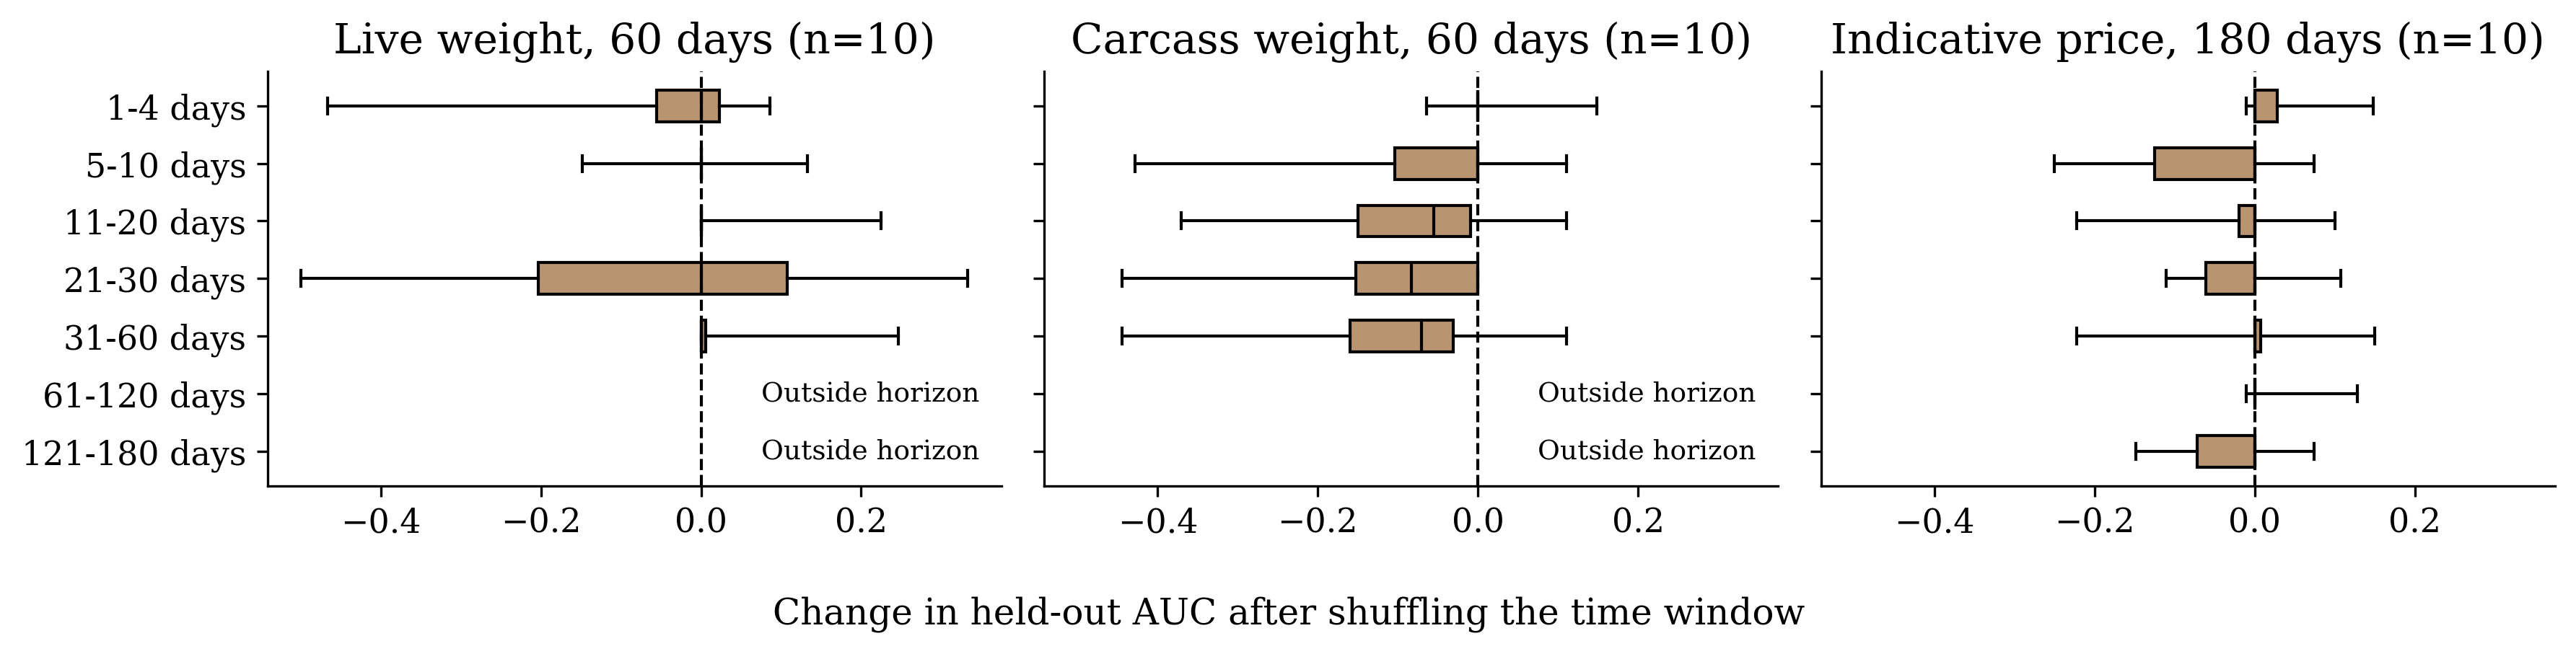 Live weight, 60 days (n=10)
Carcass weight, 60 days (n=10)
Indicative price, 180 days (n=10)
1-4 days
5-10 days
11-20 days
21-30 days
31-60 days
61-120 days
121-180 days
Outside horizon
Outside horizon
Outside horizon
Outside horizon
−0.4 −0.2 0.0 0.2
−0.4 −0.2 0.0 0.2
−0.4 −0.2 0.0 0.2
Change in held-out AUC after shuffling the time window